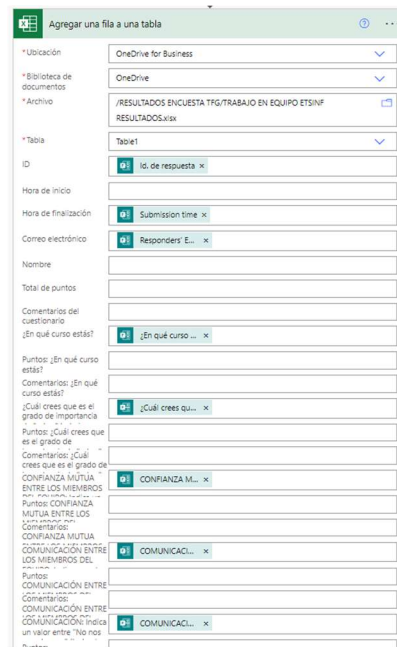 Agregar una fila a una tabla
* Ubicación
OneDrive for Business
* Biblioteca de
documentos
OneDrive
* Archivo
/RESULTADOS ENCUESTA TFG/TRABAJO EN EQUIPO ETSINF
RESULTADOS.xlsx
* Tabla
Table1
ID
Id. de respuesta ×
Hora de inicio
Hora de finalización
Submission time ×
Correo electrónico
Responders' E... ×
Nombre
Total de puntos
Comentarios del
cuestionario
¿En qué curso estás?
¿En qué curso ... ×
Puntos: ¿En qué curso
estás?
Comentarios: ¿En qué
curso estás?
¿Cuál crees que es el
grado de importancia
¿Cuál crees qu... ×
Puntos: ¿Cuál crees que
es el grado de
Comentarios: ¿Cuál
crees que es el grado de
CONFIANZA MÚTUA
ENTRE LOS MIEMBROS
CONFIANZA M... ×
Puntos: CONFIANZA
MUTUA ENTRE LOS
Comentarios:
CONFIANZA MUTUA
COMUNICACIÓN ENTRE
LOS MIEMBROS DEL
COMUNICACI... ×
Puntos:
COMUNICACIÓN ENTRE
Comentarios:
COMUNICACIÓN ENTRE
COMUNICACIÓN: Indica
un valor entre "No nos
COMUNICACI... ×